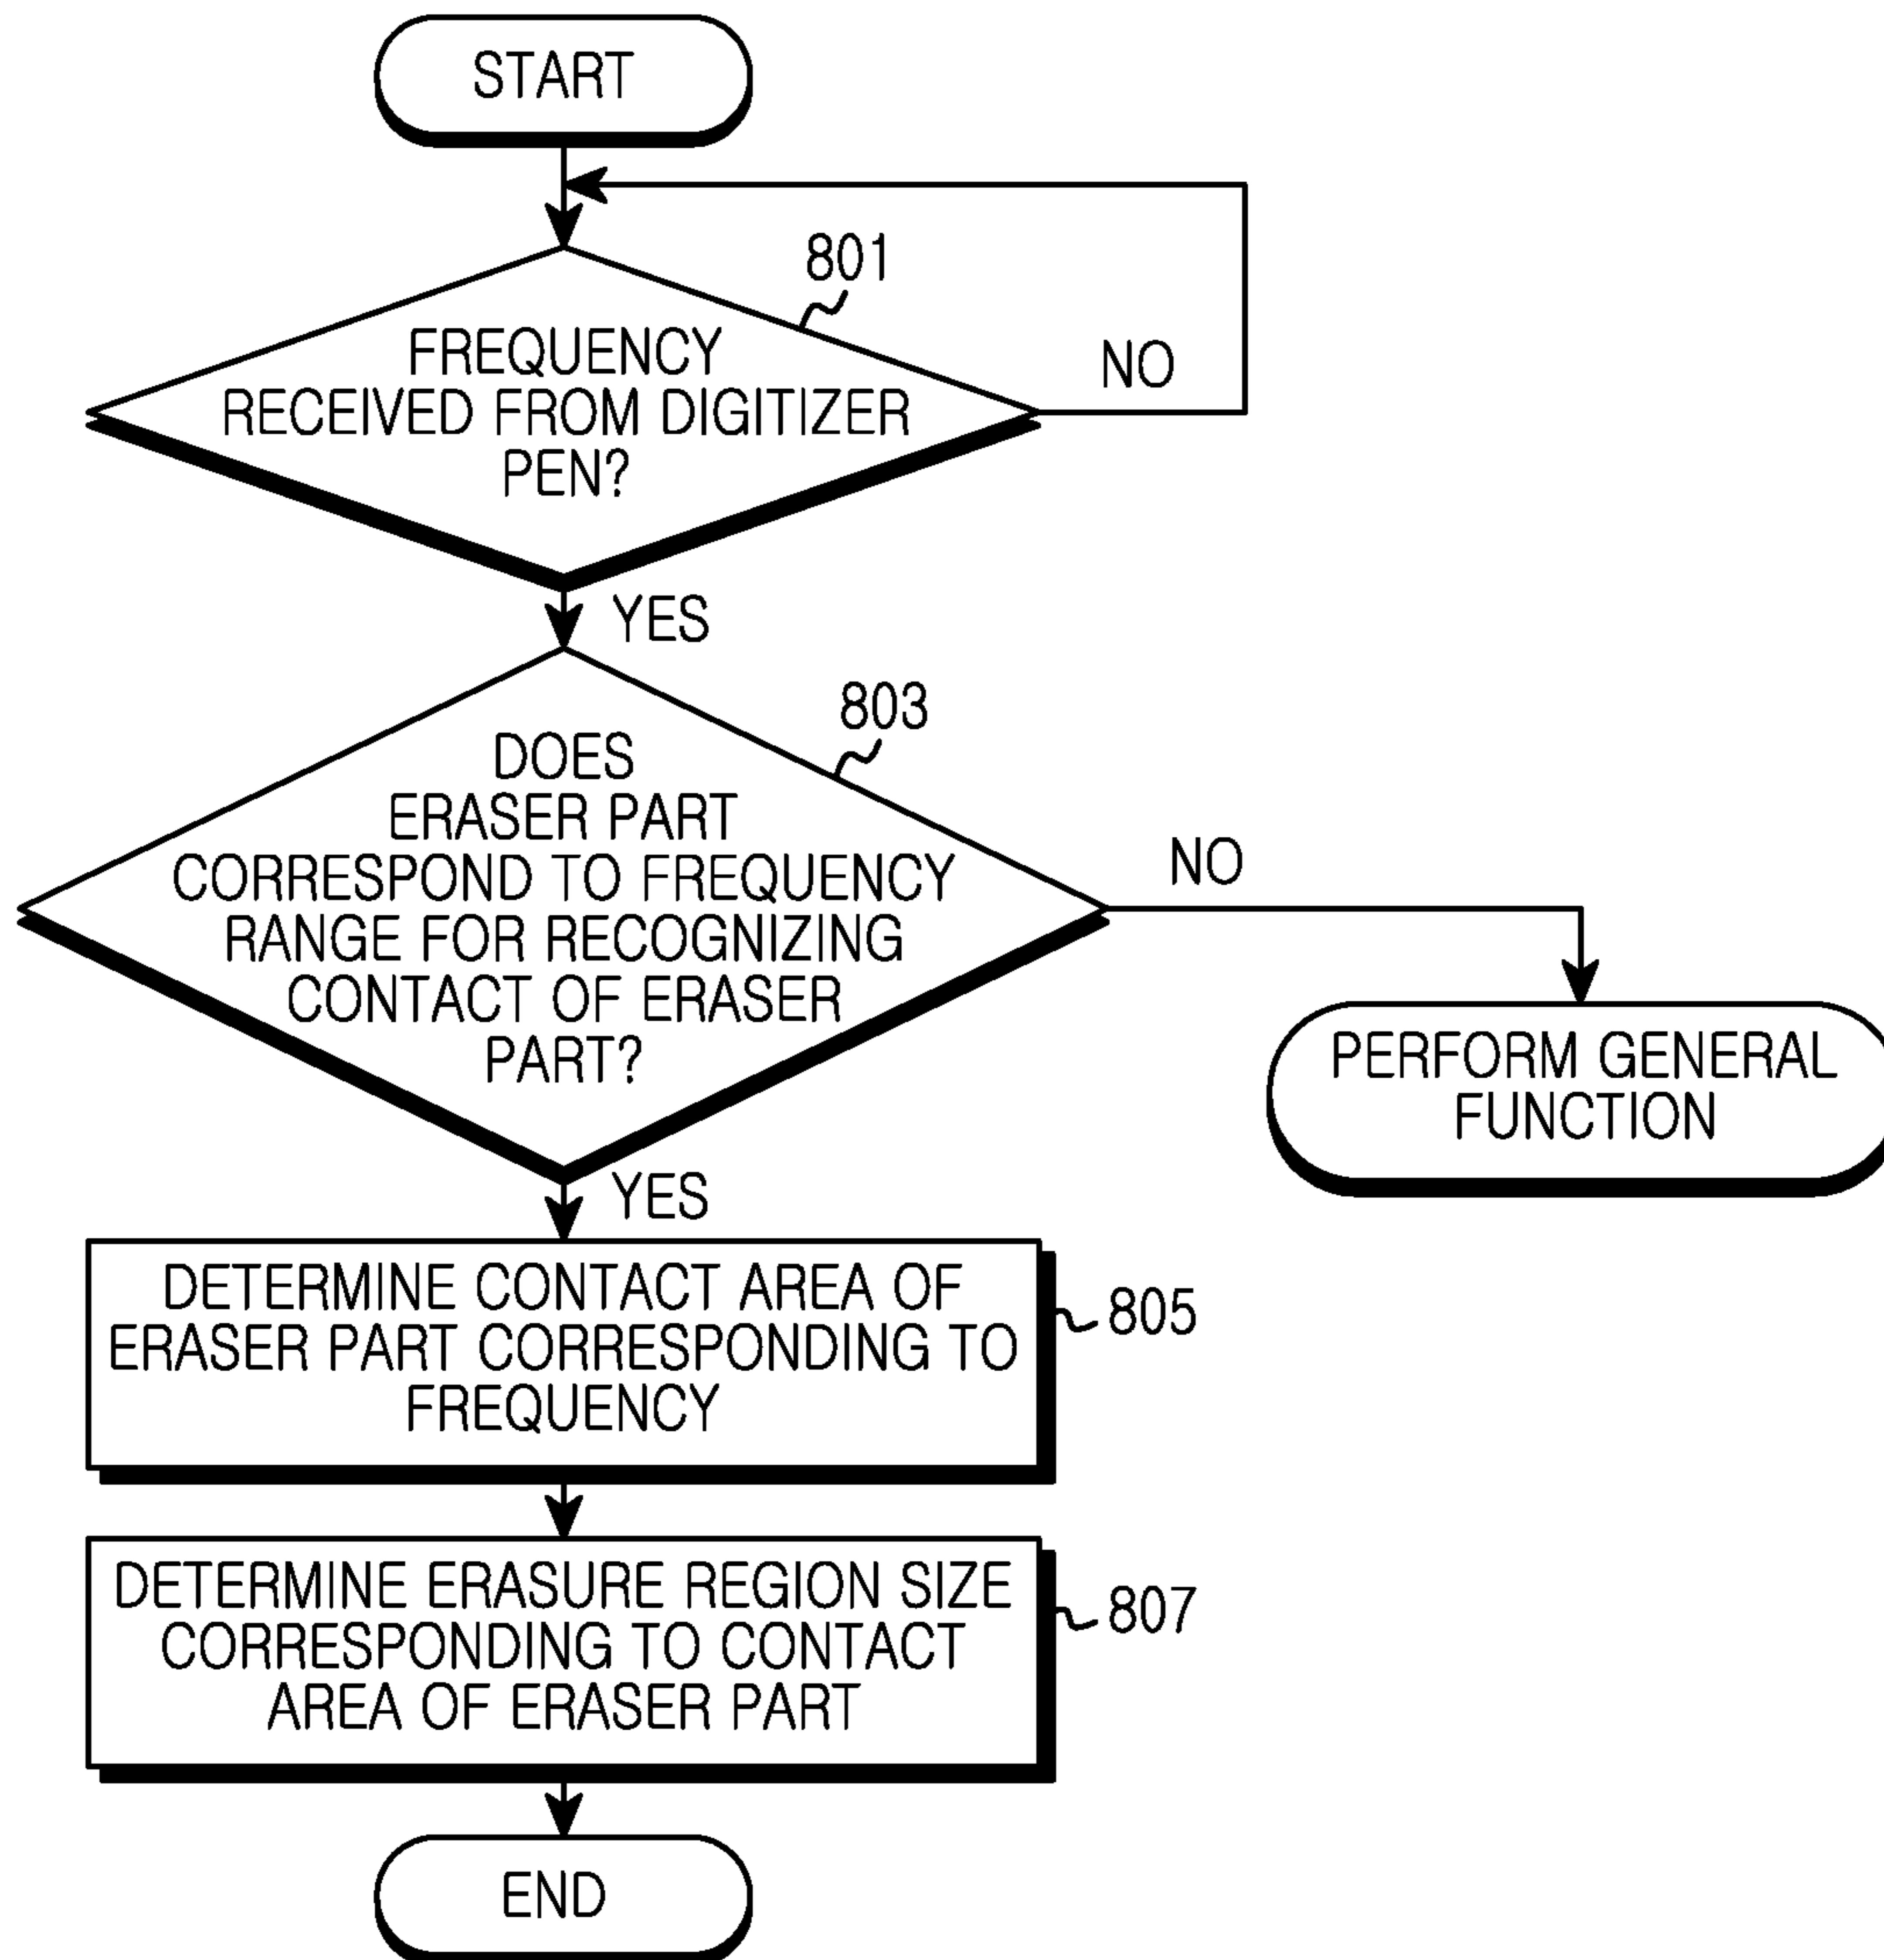 START
801
FREQUENCY
RECEIVED FROM DIGITIZER
PEN?
NO
YES
803
DOES
ERASER PART
CORRESPOND TO FREQUENCY
RANGE FOR RECOGNIZING
CONTACT OF ERASER
PART?
NO
PERFORM GENERAL
FUNCTION
YES
DETERMINE CONTACT AREA OF
ERASER PART CORRESPONDING TO
FREQUENCY
805
DETERMINE ERASURE REGION SIZE
CORRESPONDING TO CONTACT
AREA OF ERASER PART
807
END